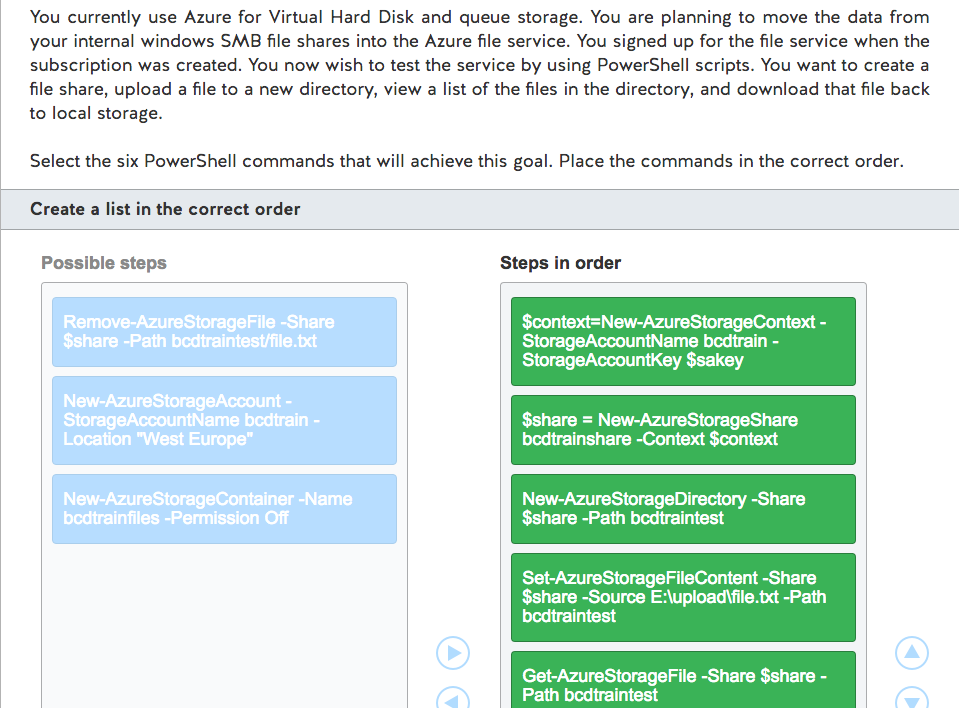 You currently use Azure for Virtual Hard Disk and queue storage. You are planning to move the data from
your internal windows SMB file shares into the Azure file service. You signed up for the file service when the
subscription was created. You now wish to test the service by using PowerShell scripts. You want to create a
file share, upload a file to a new directory, view a list of the files in the directory, and download that file back
to local storage.
Select the six PowerShell commands that will achieve this goal. Place the commands in the correct order.
Create a list in the correct order
Possible steps
Remove-AzureStorageFile -Share
$share -Path bcdtraintest/file.txt
New-AzureStorageAccount -
StorageAccountName bcdtrain -
Location "West Europe"
New-AzureStorageContainer -Name
bcdtrainfiles -Permission Off
Steps in order
$context=New-AzureStorageContext -
StorageAccountName bcdtrain -
StorageAccountKey $sakey
$share = New-AzureStorageShare
bcdtrainshare -Context $context
New-AzureStorageDirectory -Share
$share -Path bcdtraintest
Set-AzureStorageFileContent -Share
$share -Source E:\upload\file.txt -Path
bcdtraintest
Get-AzureStorageFile -Share $share -
Path bcdtraintest